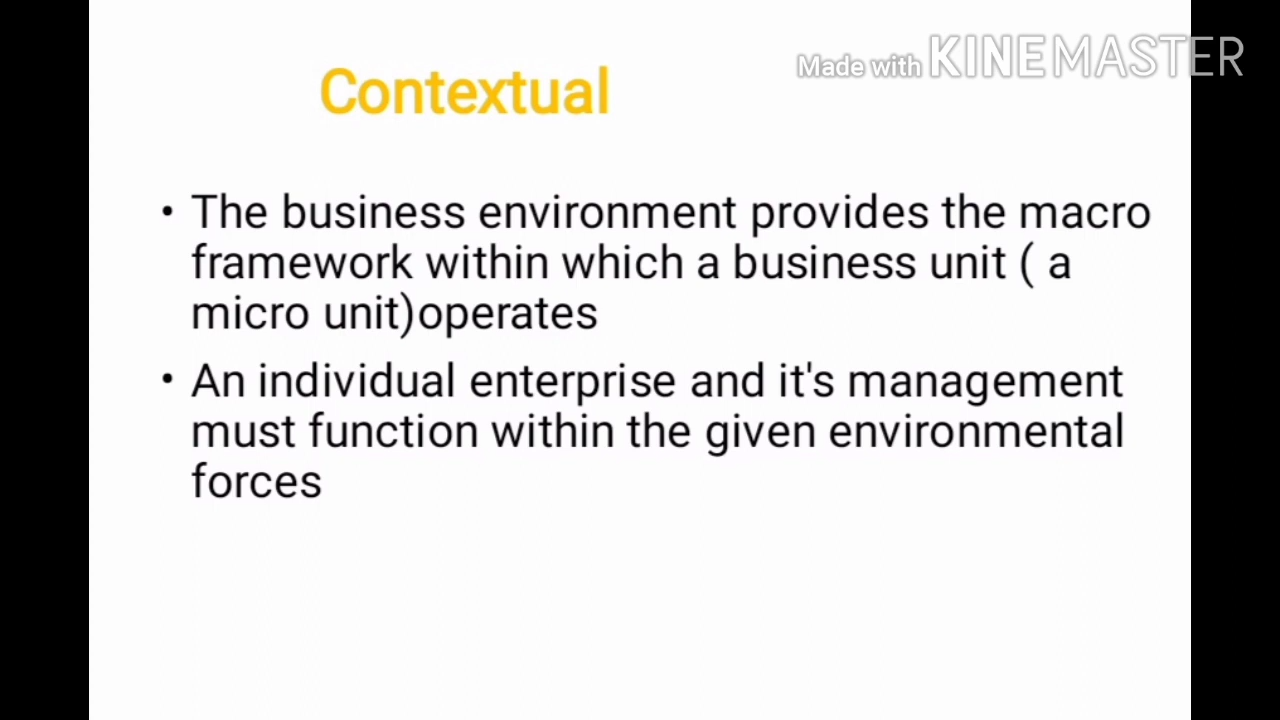 Made with KINEMASTER
Contextual
• The business environment provides the macro
framework within which a business unit ( a
micro unit)operates
• An individual enterprise and it's management
must function within the given environmental
forces